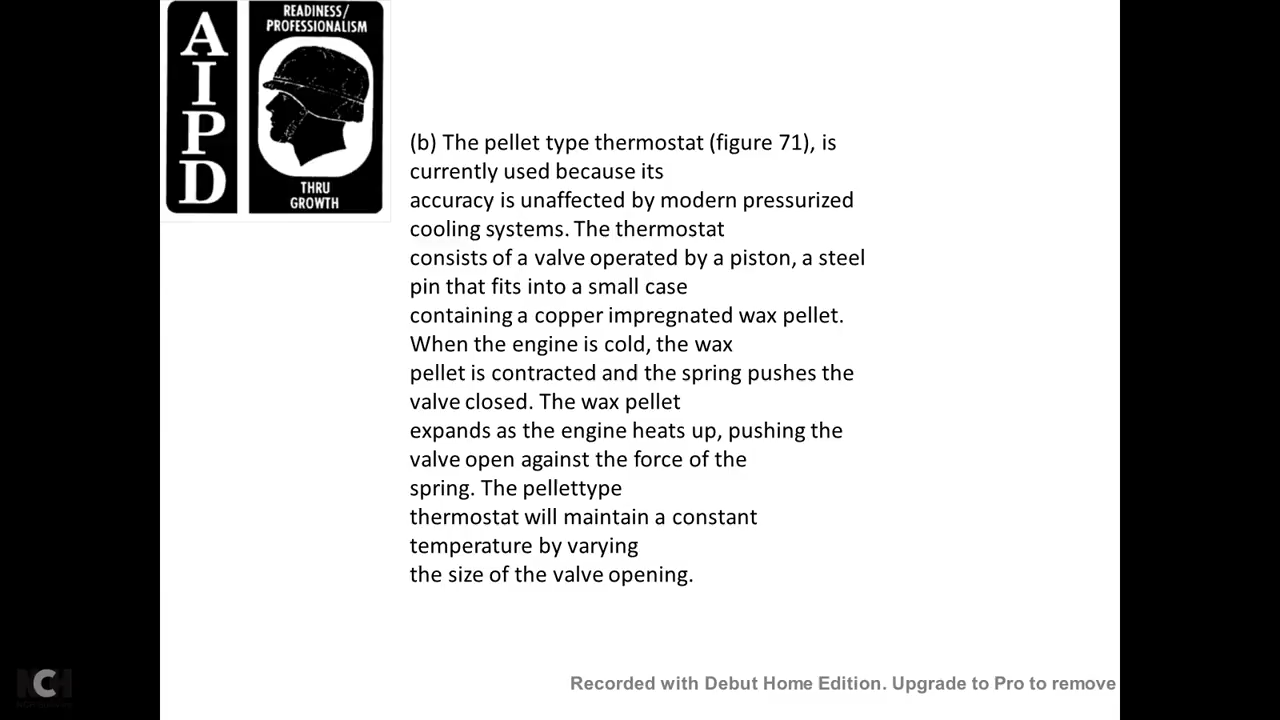 AIPD
READINESS/
PROFESSIONALISM
THRU
GROWTH
(b) The pellet type thermostat (figure 71), is
currently used because its
accuracy is unaffected by modern pressurized
cooling systems. The thermostat
consists of a valve operated by a piston, a steel
pin that fits into a small case
containing a copper impregnated wax pellet.
When the engine is cold, the wax
pellet is contracted and the spring pushes the
valve closed. The wax pellet
expands as the engine heats up, pushing the
valve open against the force of the
spring. The pellettype
thermostat will maintain a constant
temperature by varying
the size of the valve opening.
NCH
Recorded with Debut Home Edition. Upgrade to Pro to remove